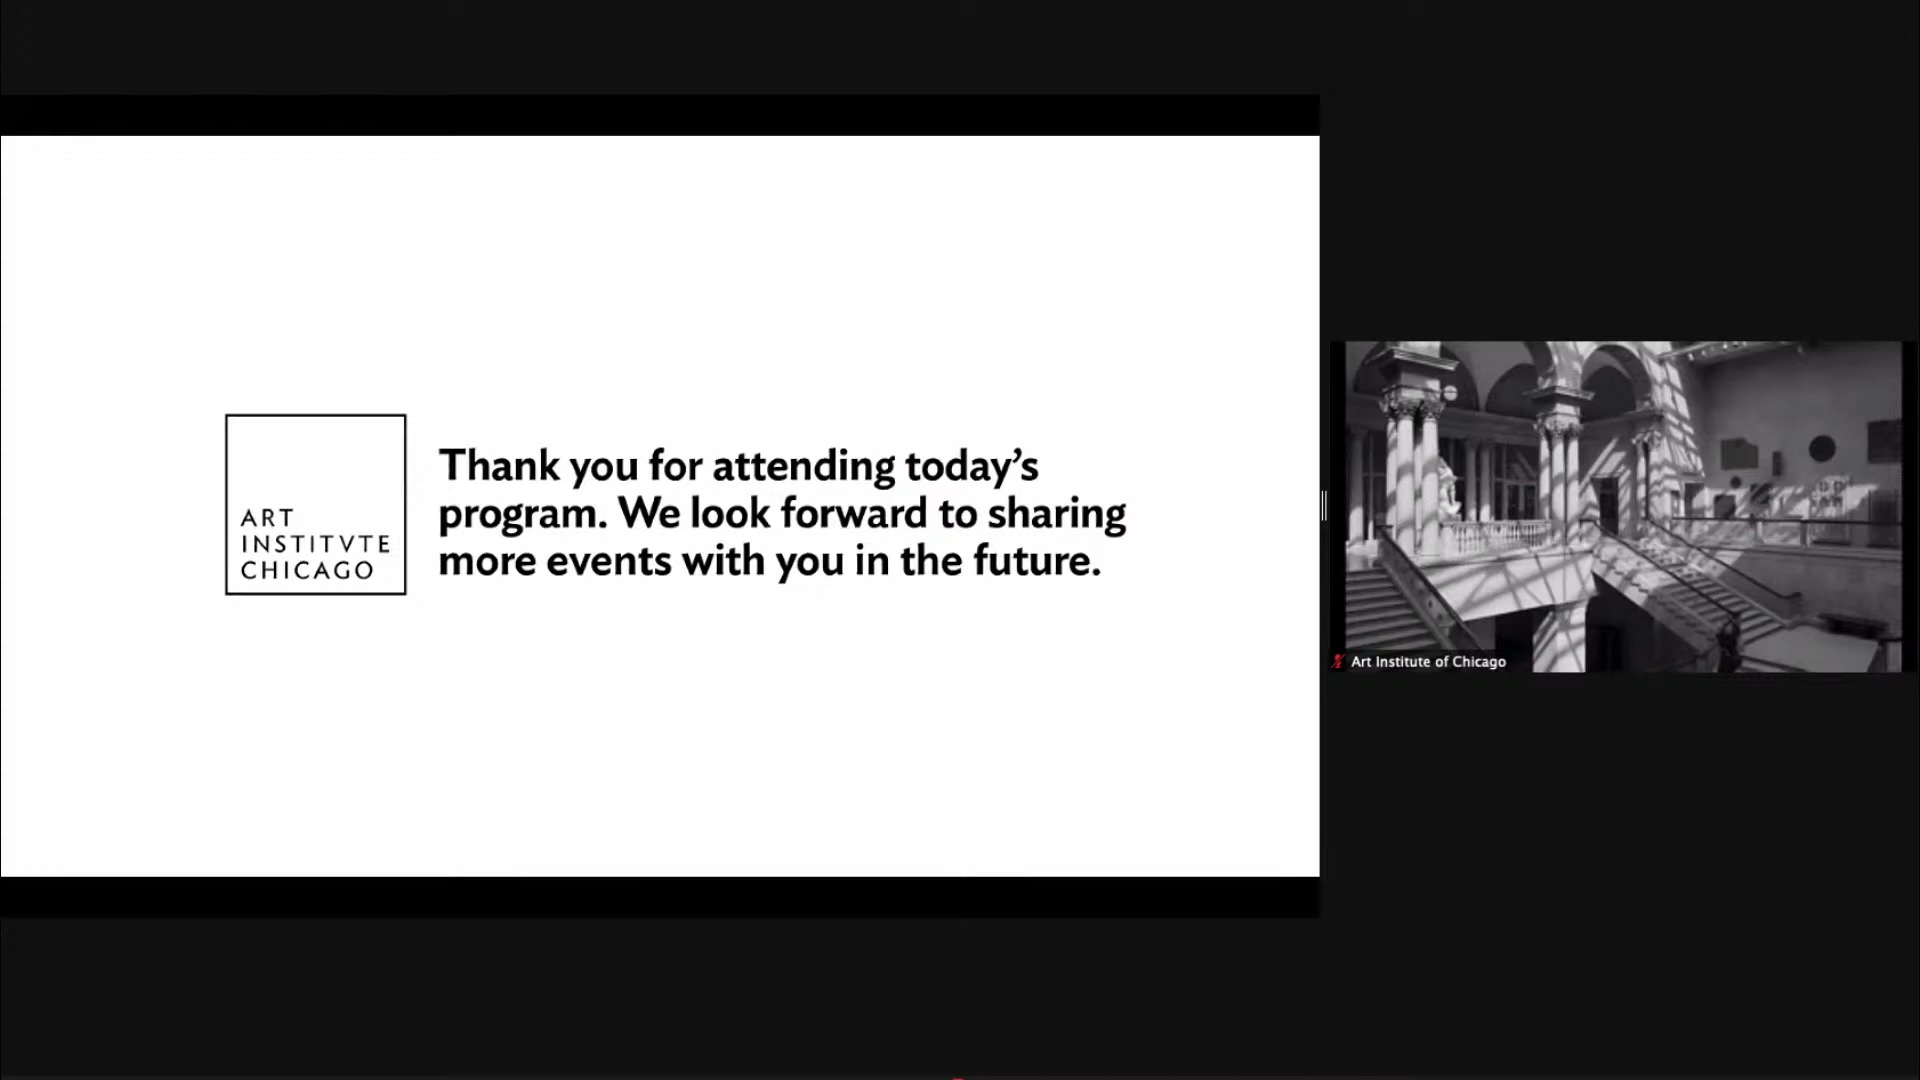 ART
INSTITVTE
CHICAGO
Thank you for attending today’s
program. We look forward to sharing
more events with you in the future.
Art Institute of Chicago